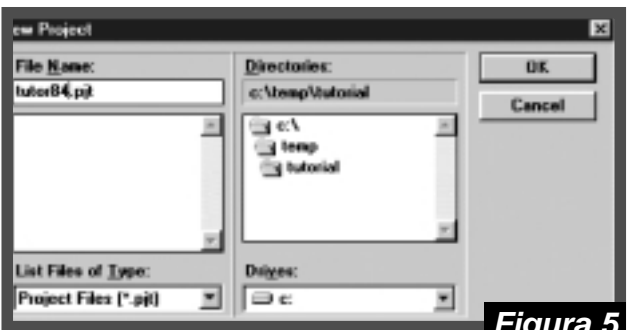 ew Project
File Name:
tutor84.pjt
Directories:
c:\temp\tutorial
c:\
temp
tutorial
OK
Cancel
List Files of Type:
Project Files (*.pjt)
Drives:
c:
Figura 5